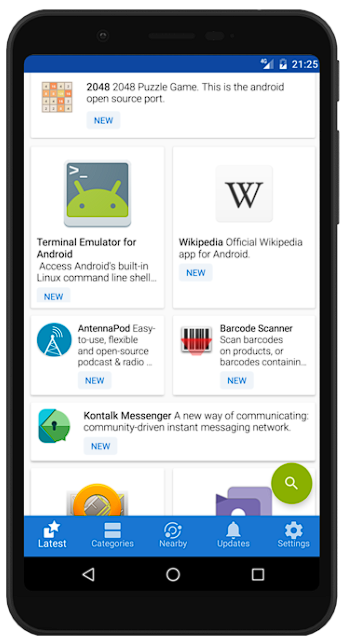 4G 21:25
2048 2048 Puzzle Game. This is the android
open source port.
NEW
>_
Terminal Emulator for
Android
Access Android's built-in
Linux command line shell...
NEW
W
Wikipedia Official Wikipedia
app for Android.
NEW
AntennaPod Easy-
to-use, flexible
and open-source
podcast & radio ...
NEW
Barcode Scanner
Scan barcodes
on products, or
barcodes containin...
NEW
Kontalk Messenger A new way of communicating:
community-driven instant messaging network.
NEW
Latest Categories Nearby Updates Settings